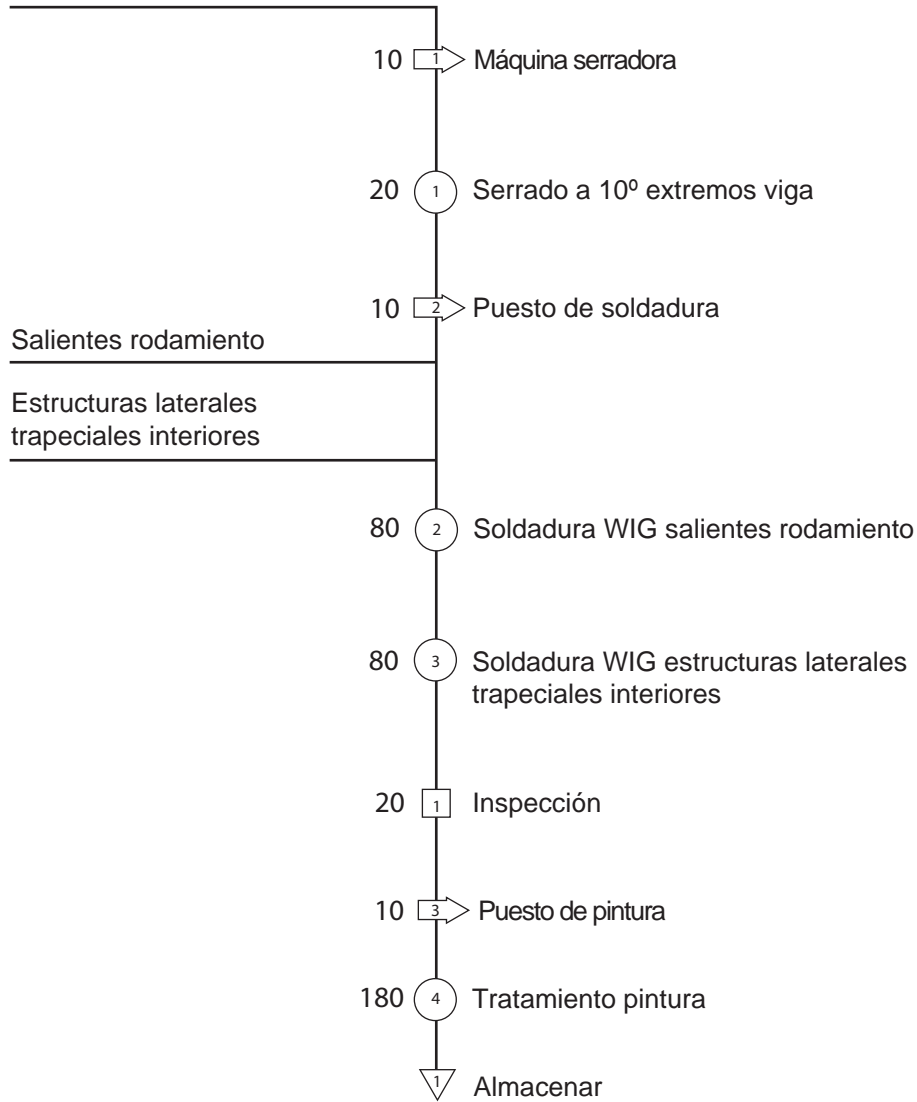 10 1 Máquina serradora
20 1 Serrado a 10º extremos viga
10 2 Puesto de soldadura
Salientes rodamiento
Estructuras laterales
trapeciales interiores
80 2 Soldadura WIG salientes rodamiento
80 3 Soldadura WIG estructuras laterales
trapeciales interiores
20 1 Inspección
10 3 Puesto de pintura
180 4 Tratamiento pintura
1 Almacenar